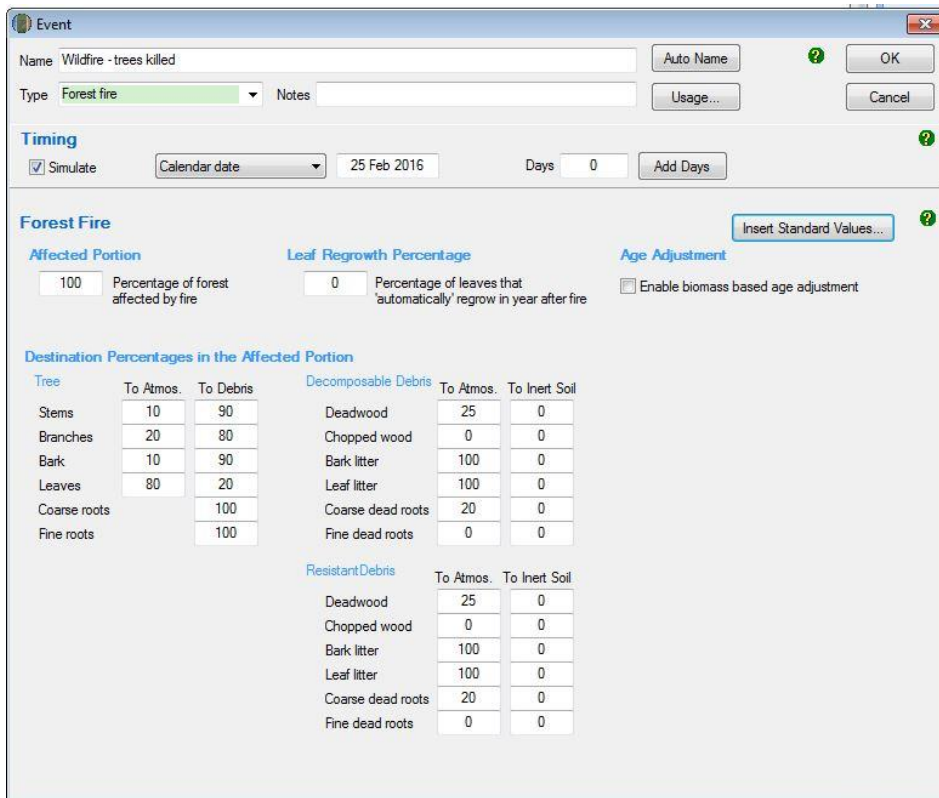 Event
Name Wildfire - trees killed Auto Name ? OK
Type Forest fire Notes Usage... Cancel
Timing ?
Simulate Calendar date 25 Feb 2016 Days 0 Add Days
Forest Fire Insert Standard Values... ?
Affected Portion Leaf Regrowth Percentage Age Adjustment
100 Percentage of forest 0 Percentage of leaves that Enable biomass based age adjustment
affected by fire 'automatically' regrow in year after fire
Destination Percentages in the Affected Portion
Tree To Atmos. To Debris Decomposable Debris To Atmos. To Inert Soil
Stems 10 90 Deadwood 25 0
Branches 20 80 Chopped wood 0 0
Bark 10 90 Bark litter 100 0
Leaves 80 20 Leaf litter 100 0
Coarse roots 100 Coarse dead roots 20 0
Fine roots 100 Fine dead roots 0 0
ResistantDebris To Atmos. To Inert Soil
Deadwood 25 0
Chopped wood 0 0
Bark litter 100 0
Leaf litter 100 0
Coarse dead roots 20 0
Fine dead roots 0 0